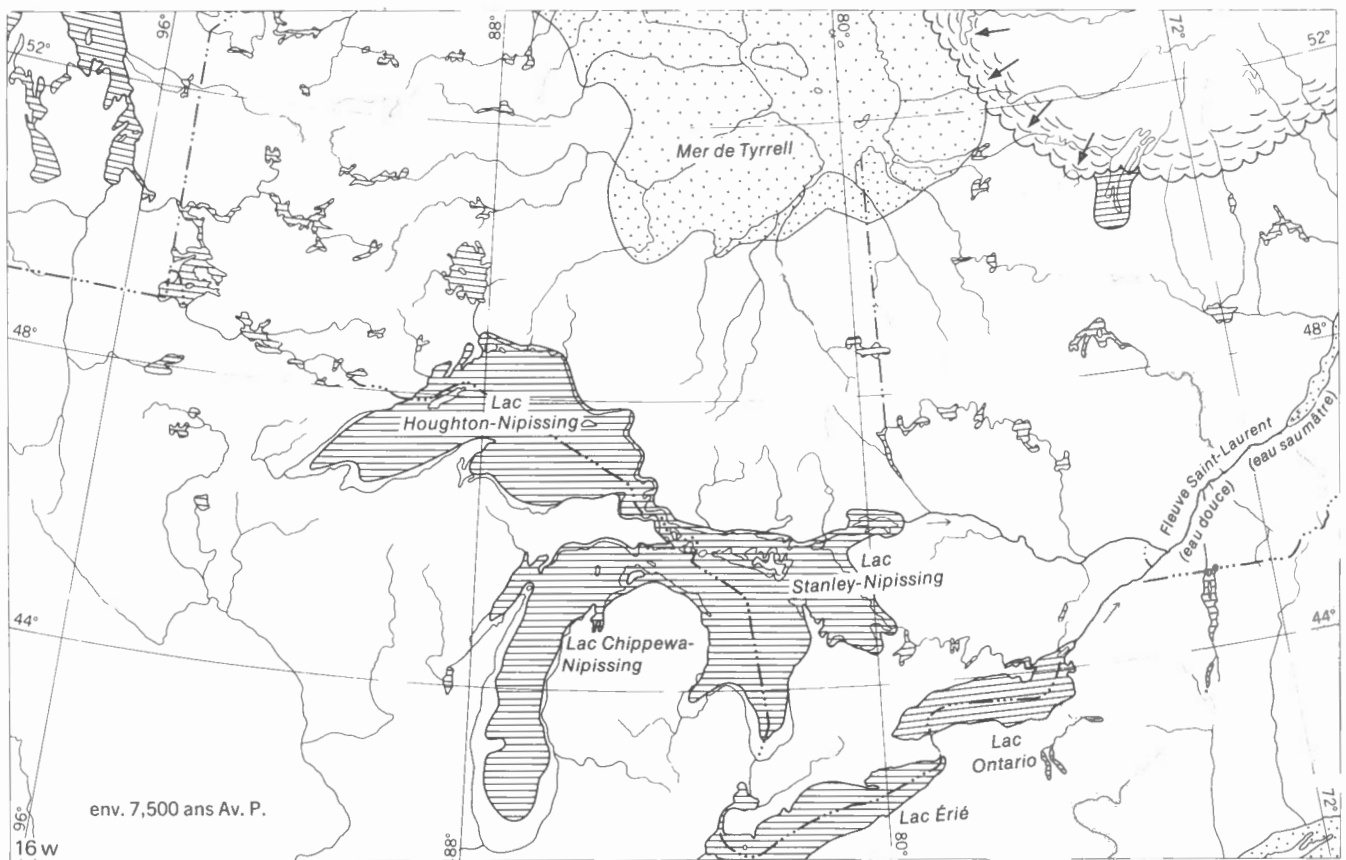 96°
88°
80°
72°
52°
52°
Mer de Tyrrell
48°
48°
Lac
Houghton-Nipissing
Fleuve Saint-Laurent
(eau saumâtre)
(eau douce)
Lac
Stanley-Nipissing
44°
44°
Lac Chippewa-
Nipissing
Lac
Ontario
Lac Érié
env. 7,500 ans Av. P.
96°
88°
80°
72°
16 w